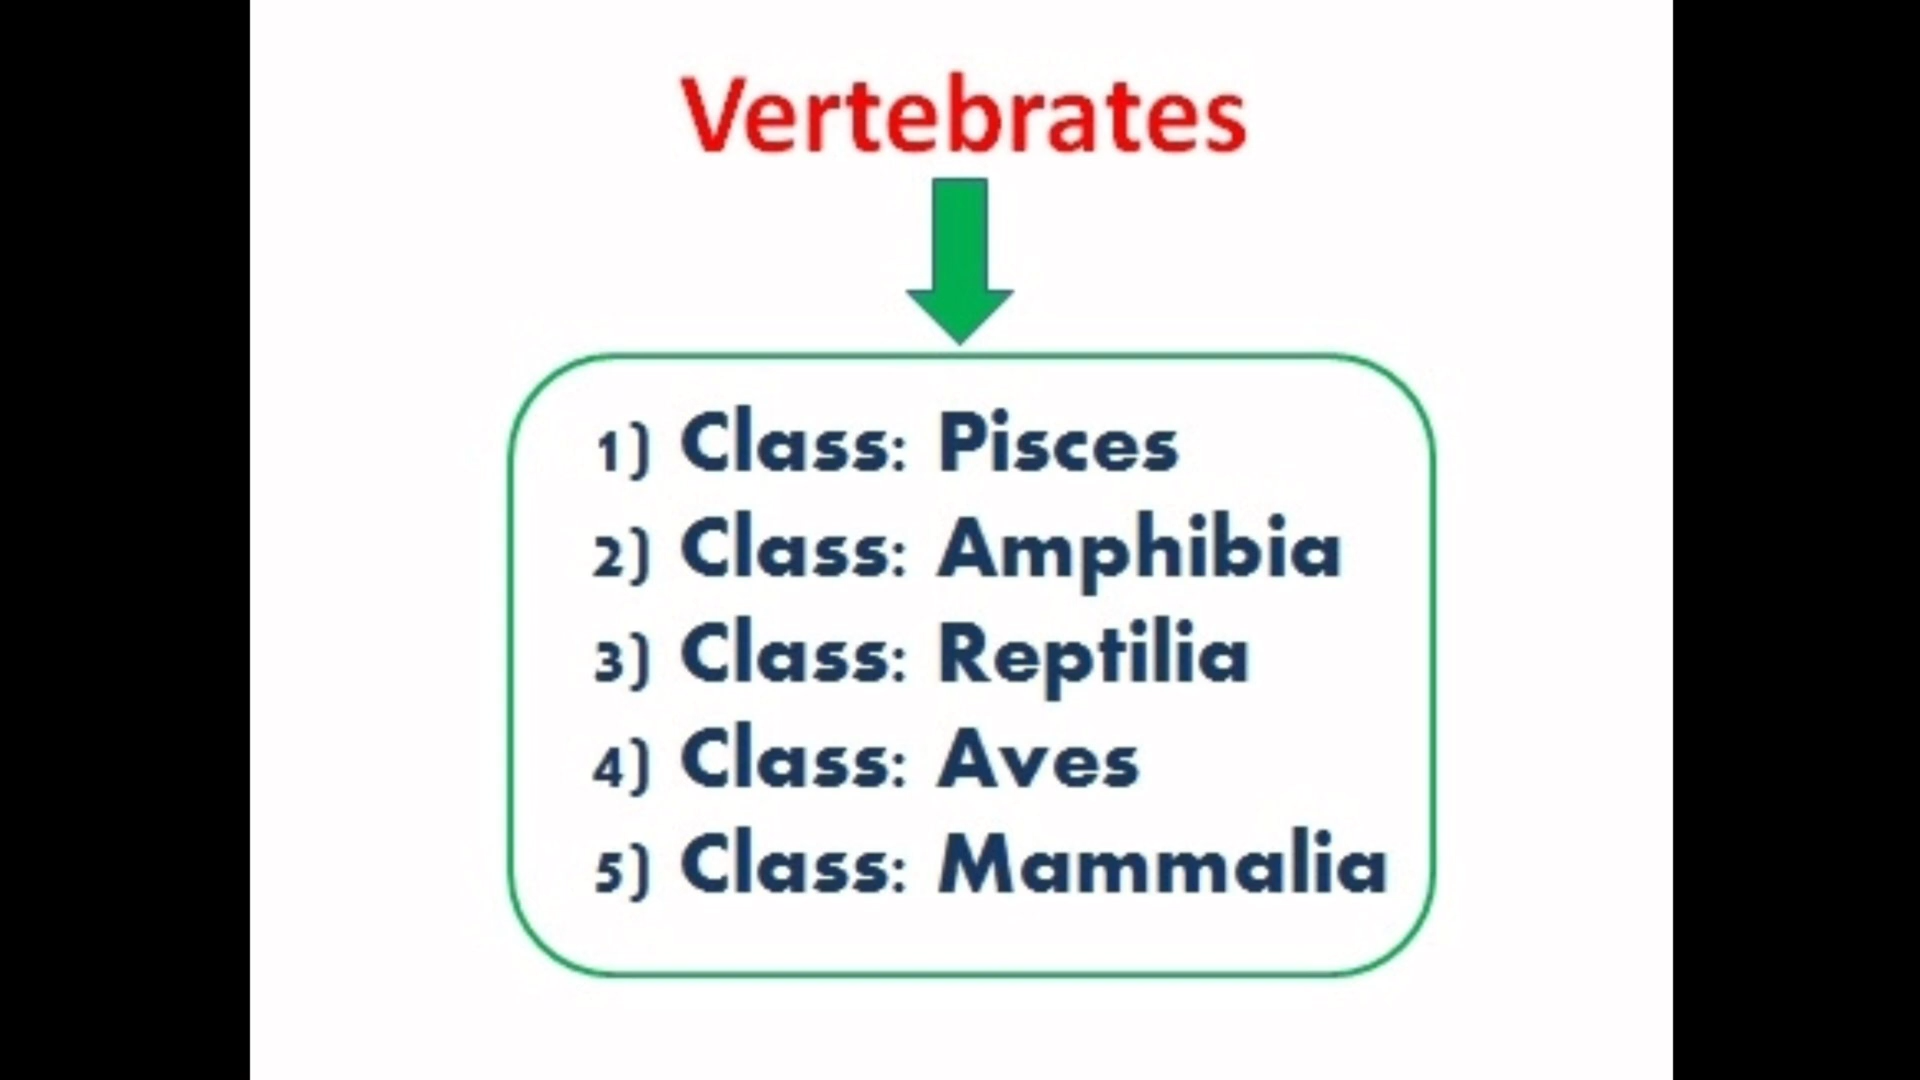 Vertebrates
1) Class: Pisces
2) Class: Amphibia
3) Class: Reptilia
4) Class: Aves
5) Class: Mammalia